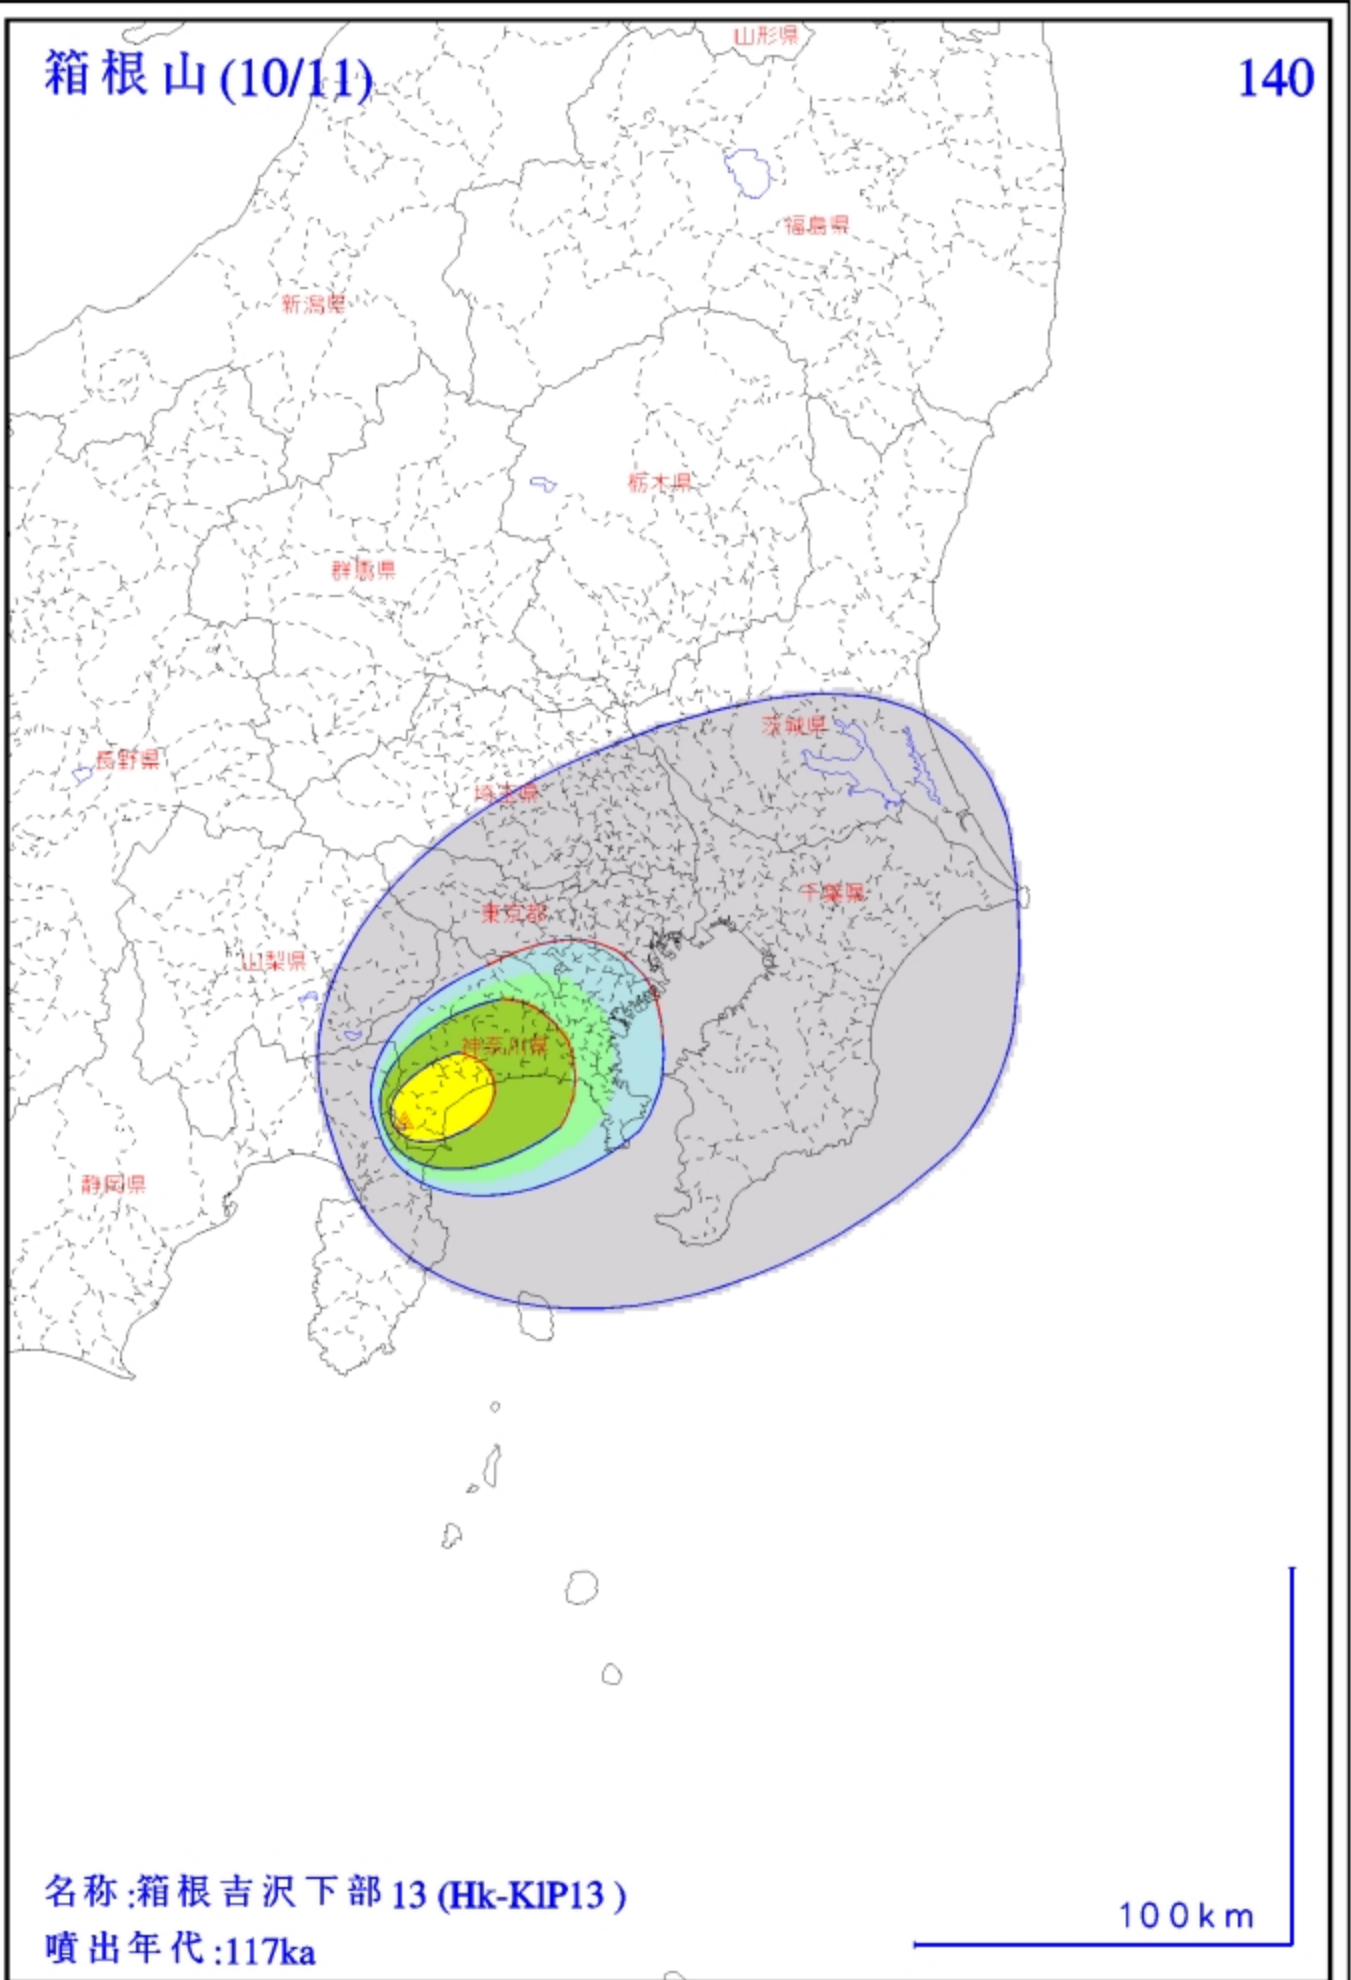 箱根山(10/11)
140
山形県
福島県
新潟県
栃木県
群馬県
茨城県
長野県
埼玉県
千葉県
東京都
山梨県
神奈川県
静岡県
名称:箱根吉沢下部13(Hk-KlP13)
100km
噴出年代:117ka